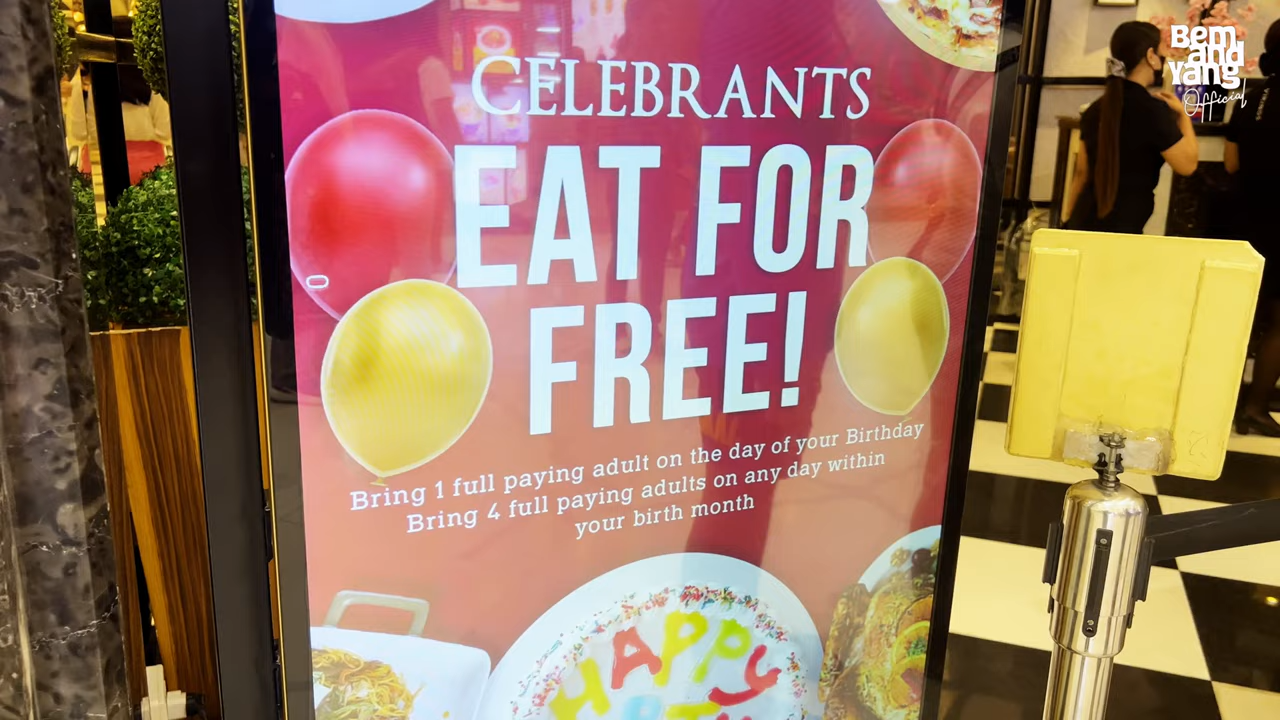 CELEBRANTS
EAT FOR
FREE!
Bring 1 full paying adult on the day of your Birthday
Bring 4 full paying adults on any day within
your birth month
HAPPY
Bem
and
Yang
Official